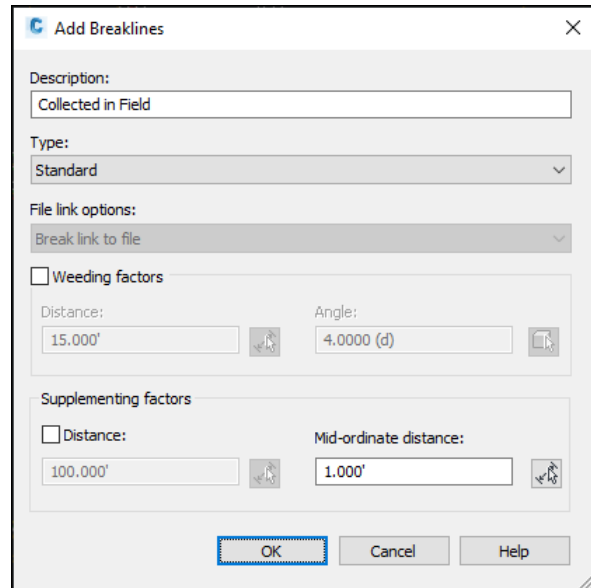 Add Breaklines
Description:
Collected in Field
Type:
Standard
File link options:
Break link to file
Weeding factors
Distance: Angle:
15.000' 4.0000 (d)
Supplementing factors
Distance: Mid-ordinate distance:
100.000' 1.000'
OK Cancel Help